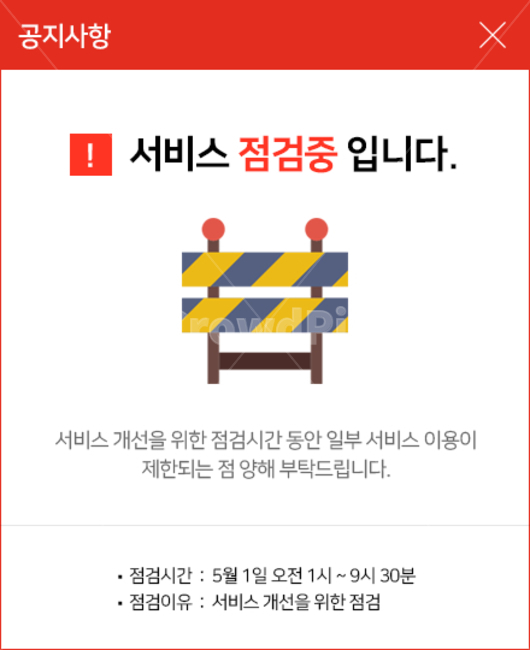 공지사항
! 서비스 점검중 입니다.
rowdPi
서비스 개선을 위한 점검시간 동안 일부 서비스 이용이
제한되는 점 양해 부탁드립니다.
• 점검시간 : 5월 1일 오전 1시 ~ 9시 30분
• 점검이유 : 서비스 개선을 위한 점검